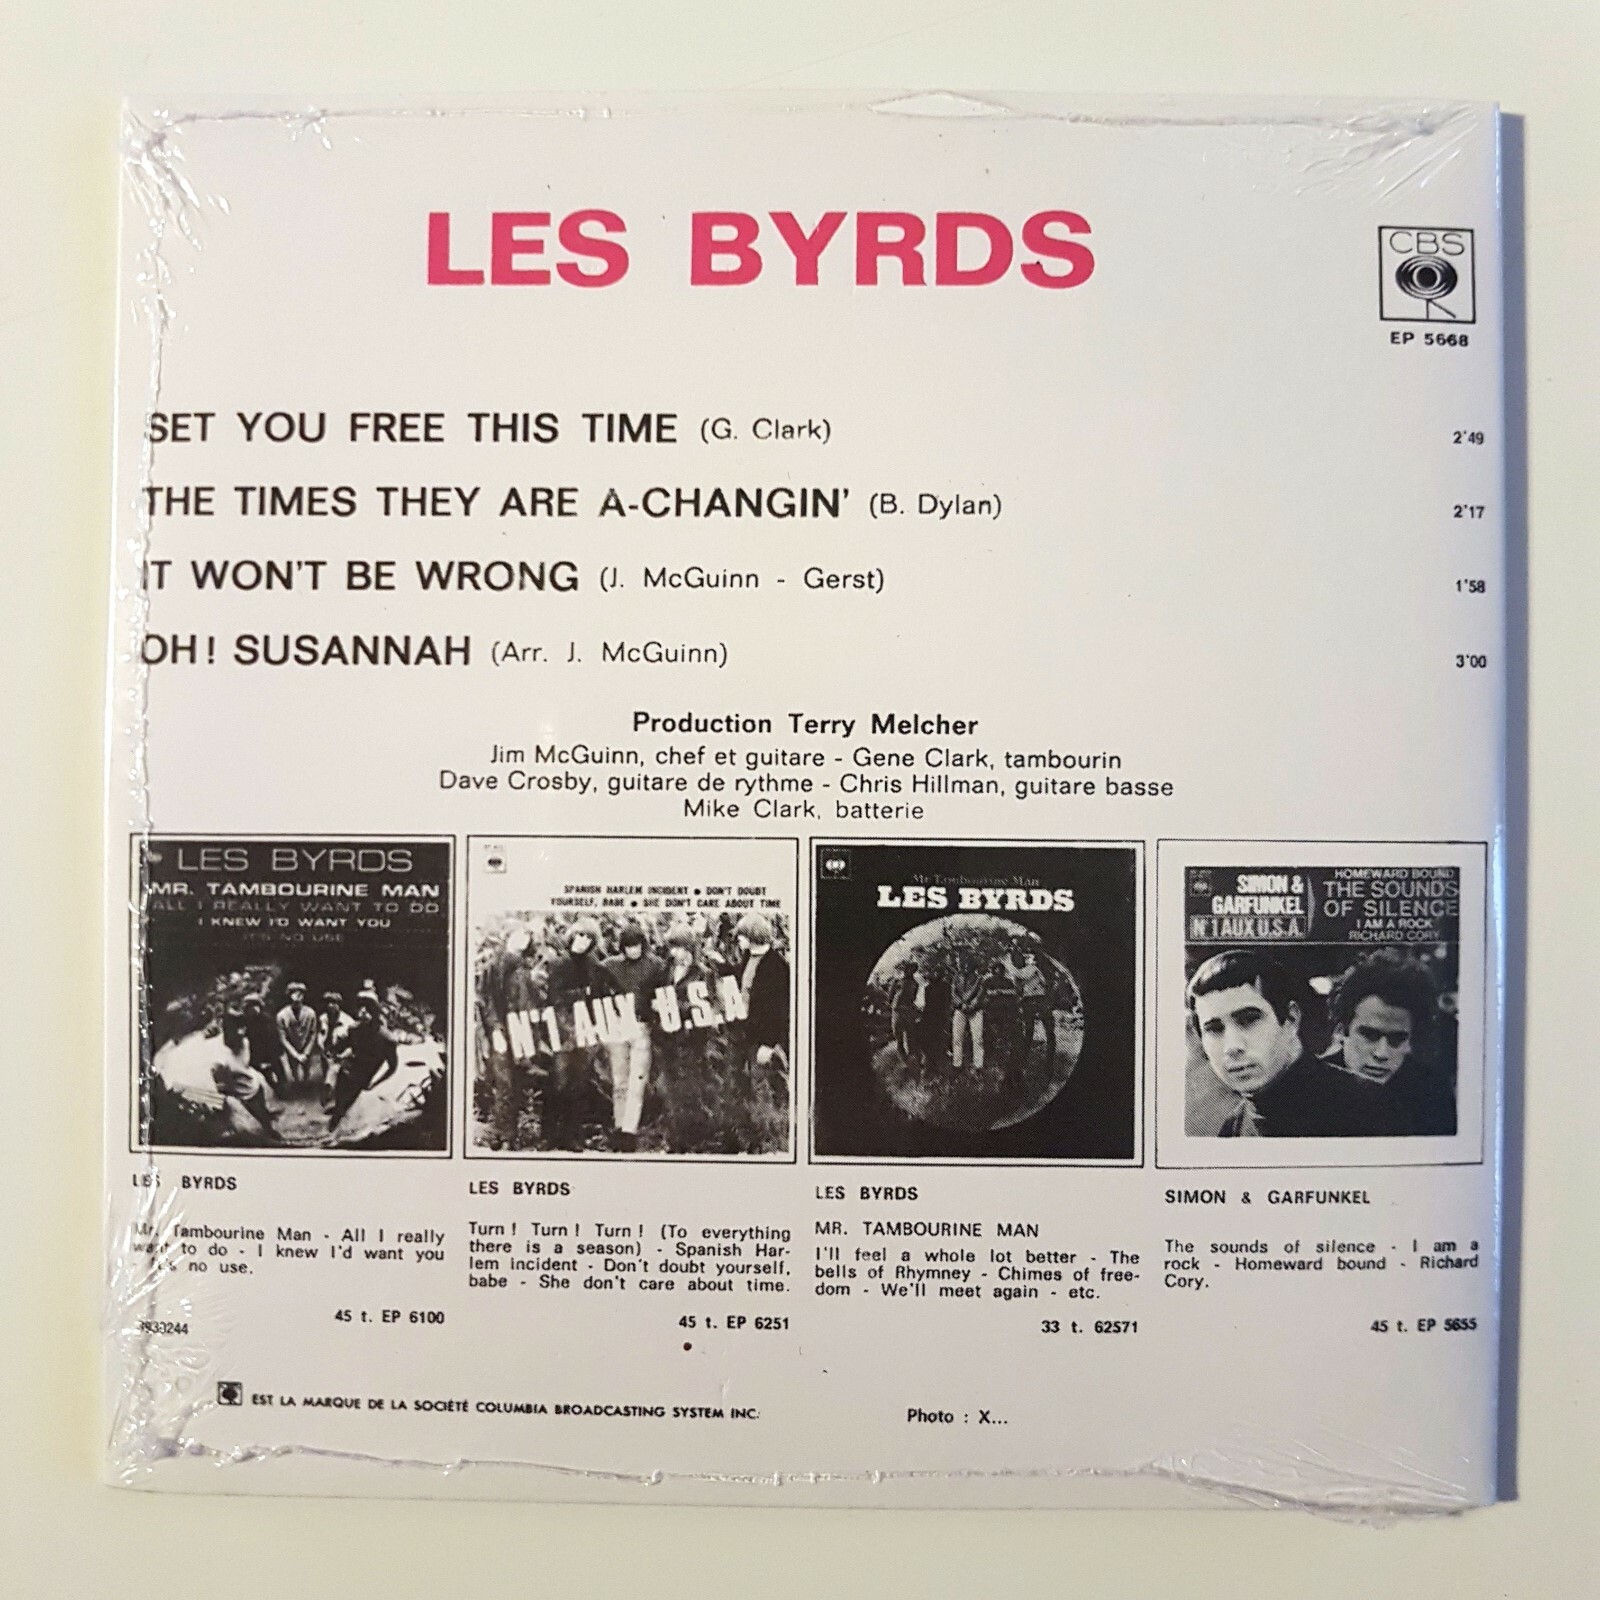 LES BYRDS
CBS
EP 5668
SET YOU FREE THIS TIME (G. Clark) 2'49
THE TIMES THEY ARE A-CHANGIN' (B. Dylan) 2'17
IT WON'T BE WRONG (J. McGuinn - Gerst) 1'58
OH! SUSANNAH (Arr. J. McGuinn) 3'00
Production Terry Melcher
Jim McGuinn, chef et guitare - Gene Clark, tambourin
Dave Crosby, guitare de rythme - Chris Hillman, guitare basse
Mike Clark, batterie
LES BYRDS
MR. TAMBOURINE MAN
ALL I REALLY WANT TO DO
I KNEW I'D WANT YOU
IT'S NO USE
SPANISH HARLEM INCIDENT • DON'T DOUBT
YOURSELF, BABE • SHE DON'T CARE ABOUT TIME
N°1 AUX U.S.A
Mr. Tambourine Man
LES BYRDS
SIMON &
GARFUNKEL
N°1 AUX U.S.A.
HOMEWARD BOUND
THE SOUNDS
OF SILENCE
I AM A ROCK
RICHARD CORY
LES BYRDS
Mr. Tambourine Man - All I really
want to do - I knew I'd want you
- It's no use.
45 t. EP 6100
LES BYRDS
Turn ! Turn ! Turn ! (To everything
there is a season) - Spanish Har-
lem incident - Don't doubt yourself,
babe - She don't care about time.
45 t. EP 6251
LES BYRDS
MR. TAMBOURINE MAN
I'll feel a whole lot better - The
bells of Rhymney - Chimes of free-
dom - We'll meet again - etc.
33 t. 62571
SIMON & GARFUNKEL
The sounds of silence - I am a
rock - Homeward bound - Richard
Cory.
45 t. EP 5655
EST LA MARQUE DE LA SOCIÉTÉ COLUMBIA BROADCASTING SYSTEM INC.
Photo : X...